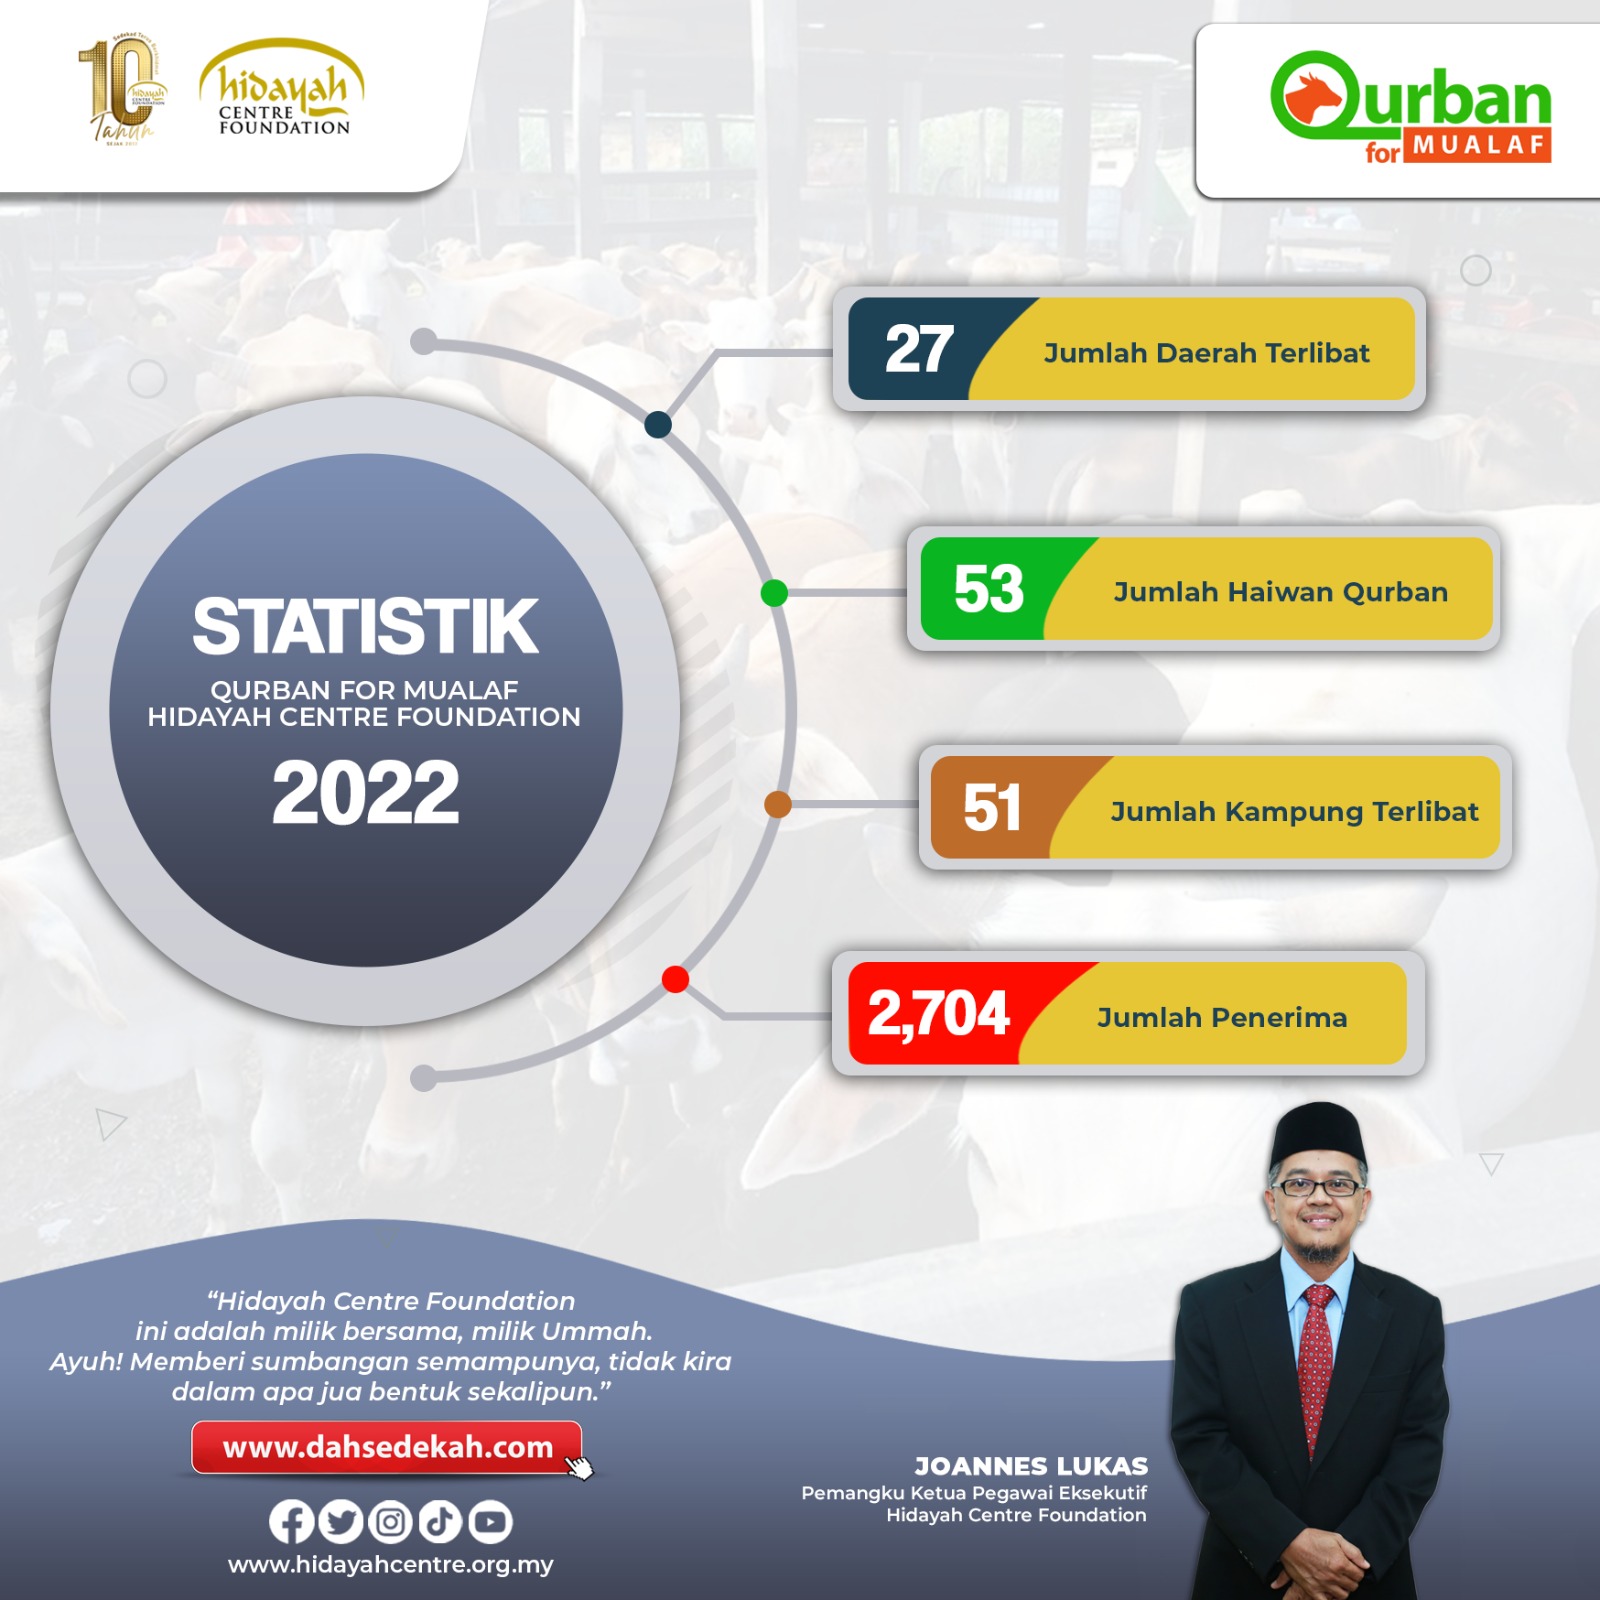 10
Tahun
SEJAK 2017
hidayah
CENTRE
FOUNDATION
Qurban
for MUALAF
27 Jumlah Daerah Terlibat
53 Jumlah Haiwan Qurban
STATISTIK
QURBAN FOR MUALAF
HIDAYAH CENTRE FOUNDATION
2022
51 Jumlah Kampung Terlibat
2,704 Jumlah Penerima
“Hidayah Centre Foundation
ini adalah milik bersama, milik Ummah.
Ayuh! Memberi sumbangan semampunya, tidak kira
dalam apa jua bentuk sekalipun.”
www.dahsedekah.com
www.hidayahcentre.org.my
JOANNES LUKAS
Pemangku Ketua Pegawai Eksekutif
Hidayah Centre Foundation